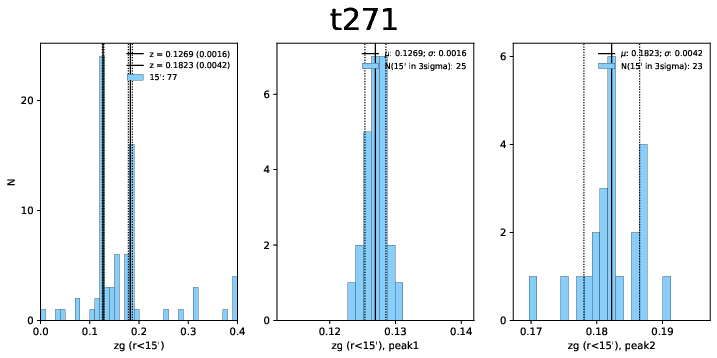 t271
z = 0.1269 (0.0016)
z = 0.1823 (0.0042)
15': 77
N
20
10
0
0.0 0.1 0.2 0.3 0.4
zg (r<15')
μ: 0.1269; σ: 0.0016
N(15' in 3sigma): 25
6
4
2
0
0.12 0.13 0.14
zg (r<15'), peak1
μ: 0.1823; σ: 0.0042
N(15' in 3sigma): 23
6
4
2
0
0.17 0.18 0.19
zg (r<15'), peak2